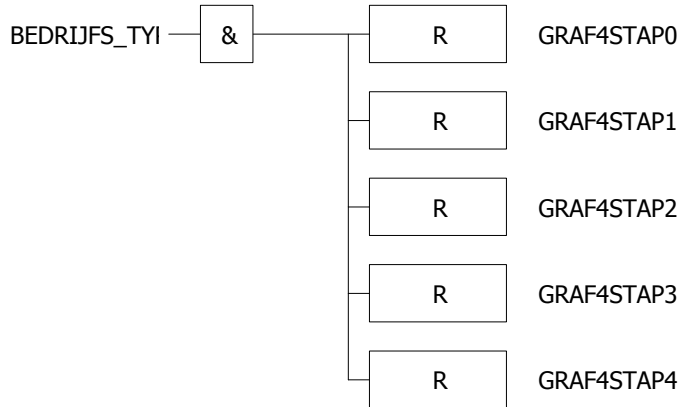 BEDRIJFS_TYI & R GRAF4STAP0
R GRAF4STAP1
R GRAF4STAP2
R GRAF4STAP3
R GRAF4STAP4